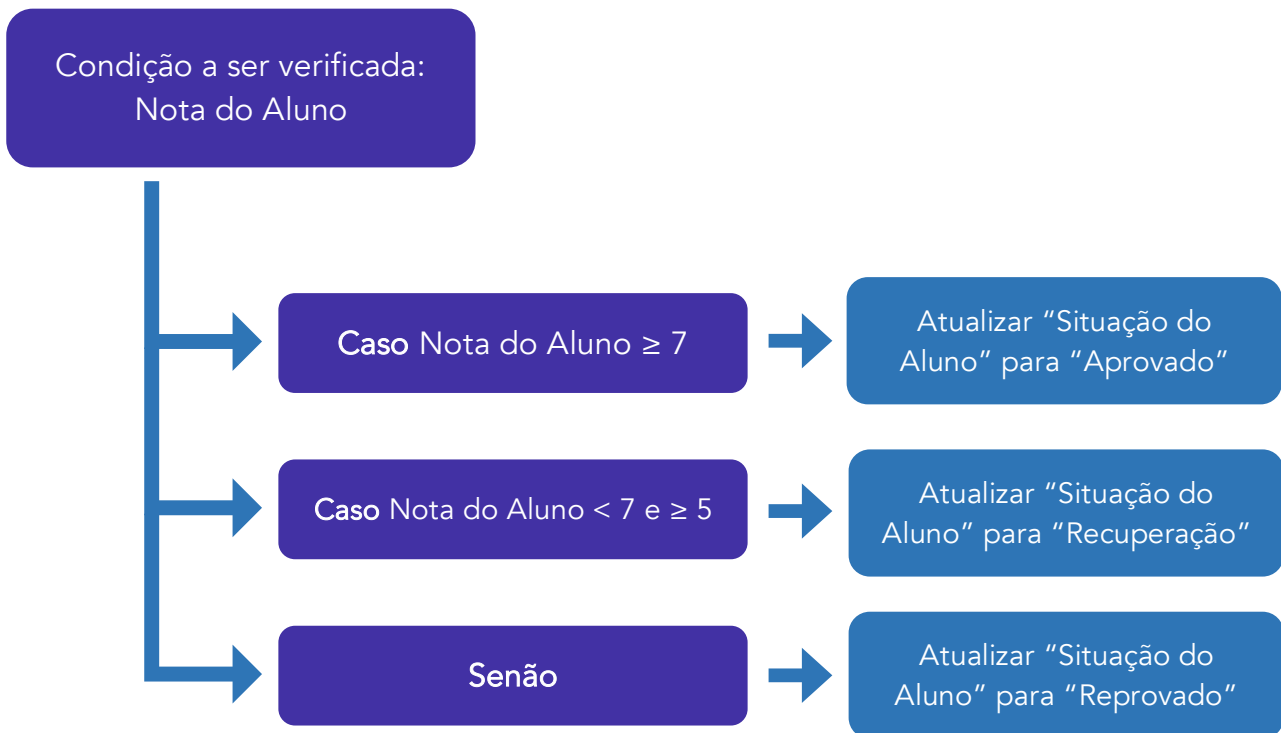 Condição a ser verificada:
Nota do Aluno
Caso Nota do Aluno ≥ 7
Atualizar “Situação do
Aluno” para “Aprovado”
Caso Nota do Aluno < 7 e ≥ 5
Atualizar “Situação do
Aluno” para “Recuperação”
Senão
Atualizar “Situação do
Aluno” para “Reprovado”